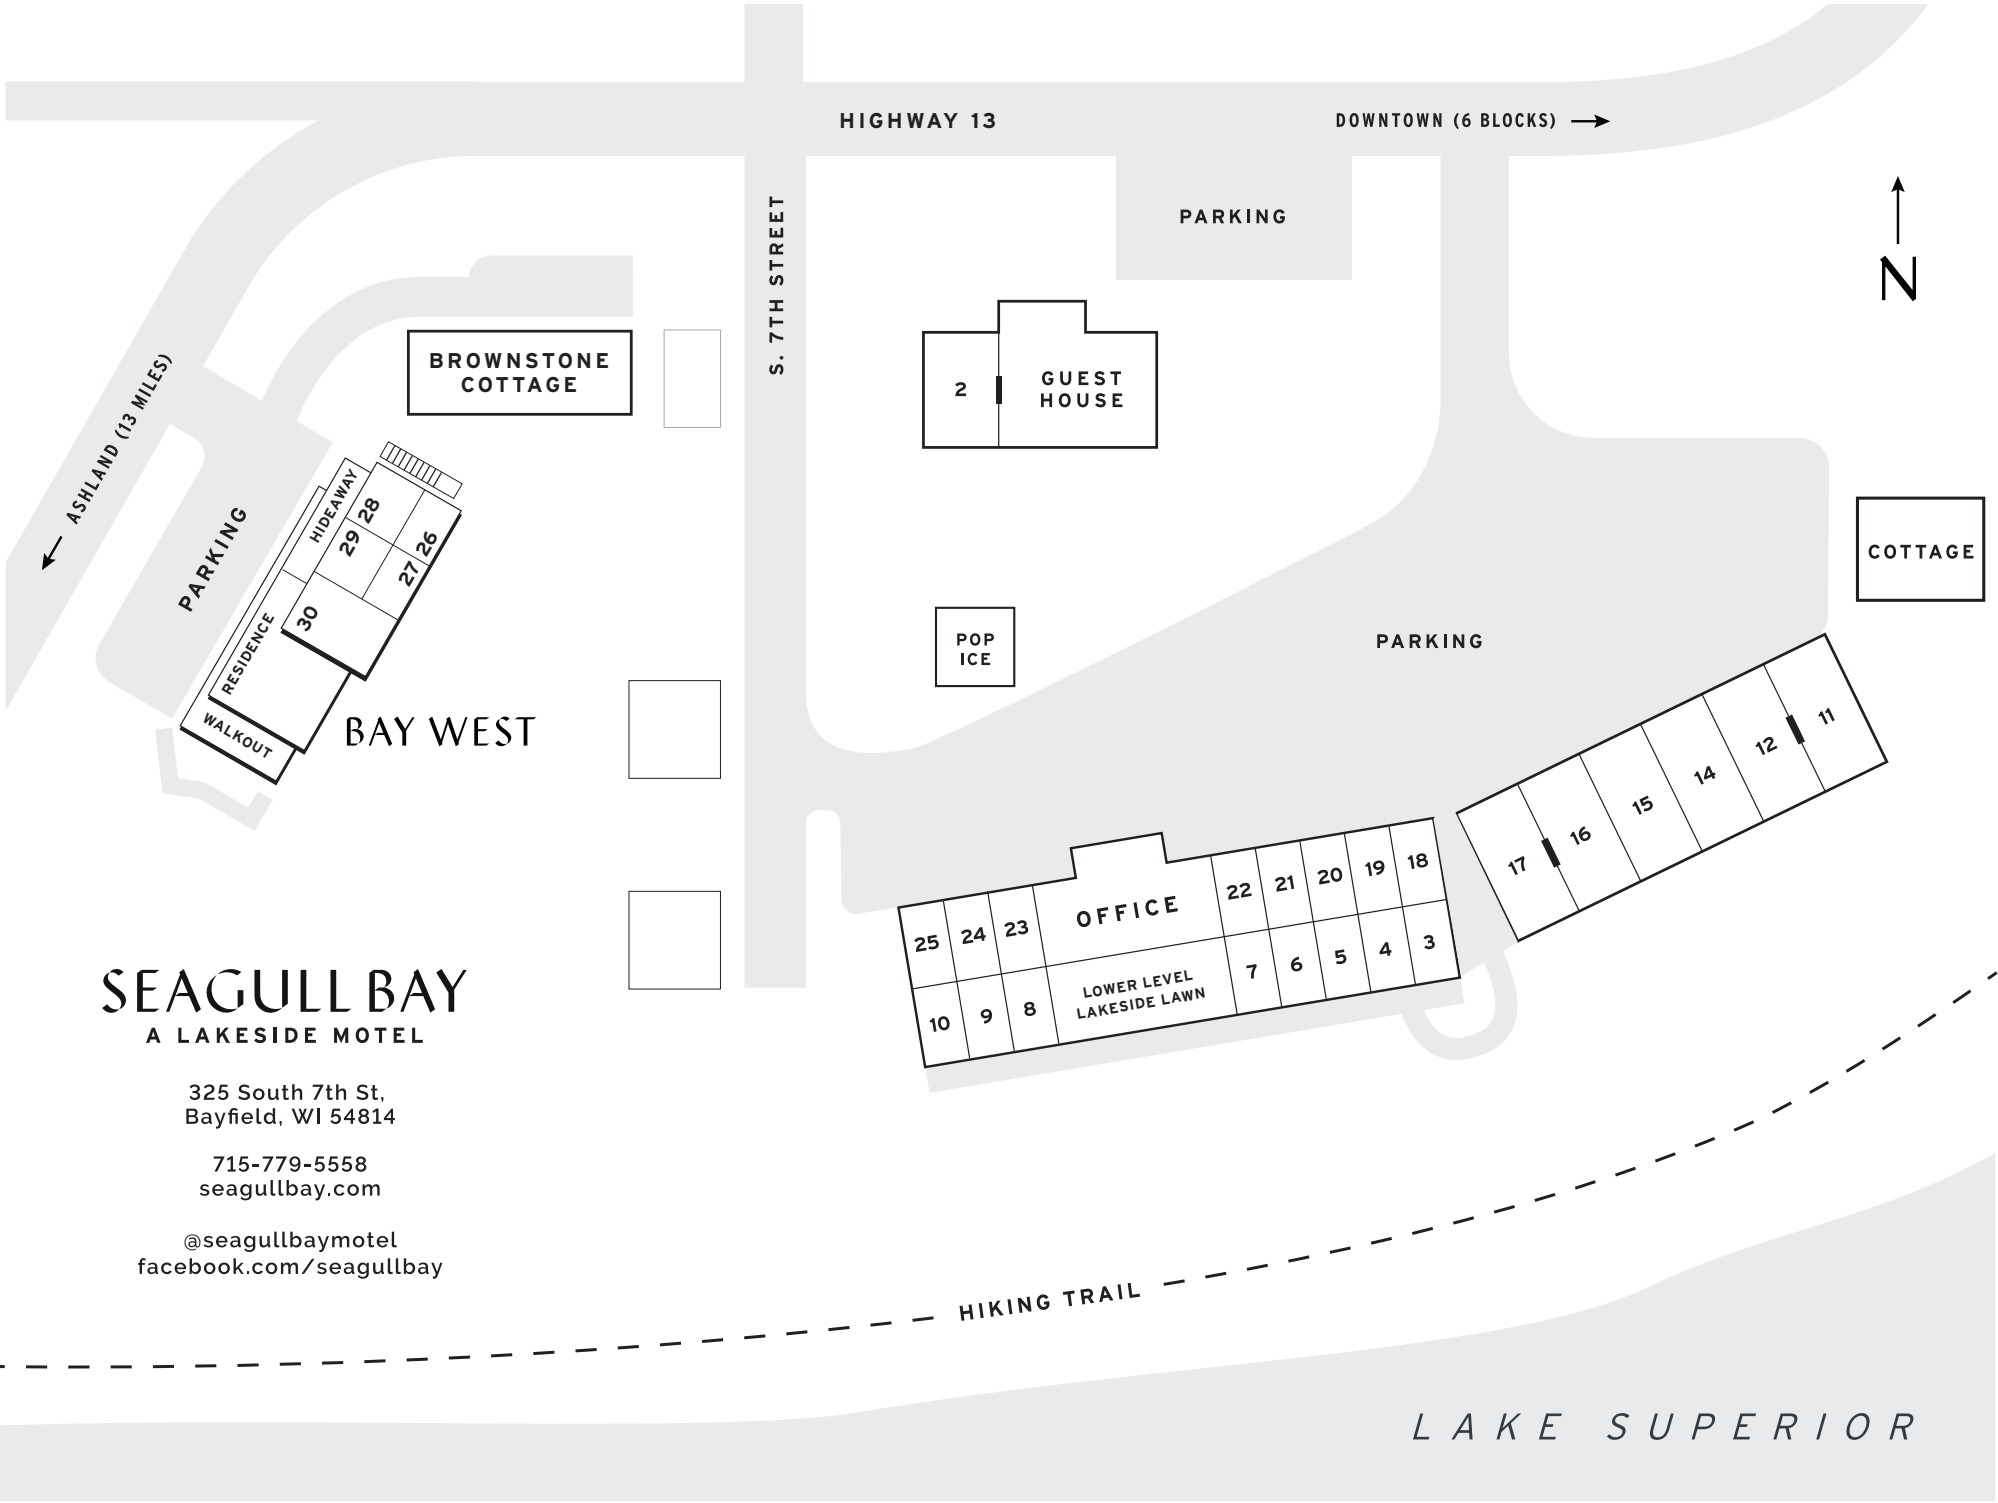 HIGHWAY 13
DOWNTOWN (6 BLOCKS)
S. 7TH STREET
PARKING
N
ASHLAND (13 MILES)
BROWNSTONE
COTTAGE
2
GUEST
HOUSE
PARKING
HIDEAWAY
28
29
26
27
30
RESIDENCE
WALKOUT
BAY WEST
POP
ICE
PARKING
COTTAGE
11
12
14
15
16
17
25
24
23
OFFICE
22
21
20
19
18
10
9
8
LOWER LEVEL
LAKESIDE LAWN
7
6
5
4
3
SEAGULL BAY
A LAKESIDE MOTEL
325 South 7th St,
Bayfield, WI 54814
715-779-5558
seagullbay.com
@seagullbaymotel
facebook.com/seagullbay
HIKING TRAIL
LAKE SUPERIOR